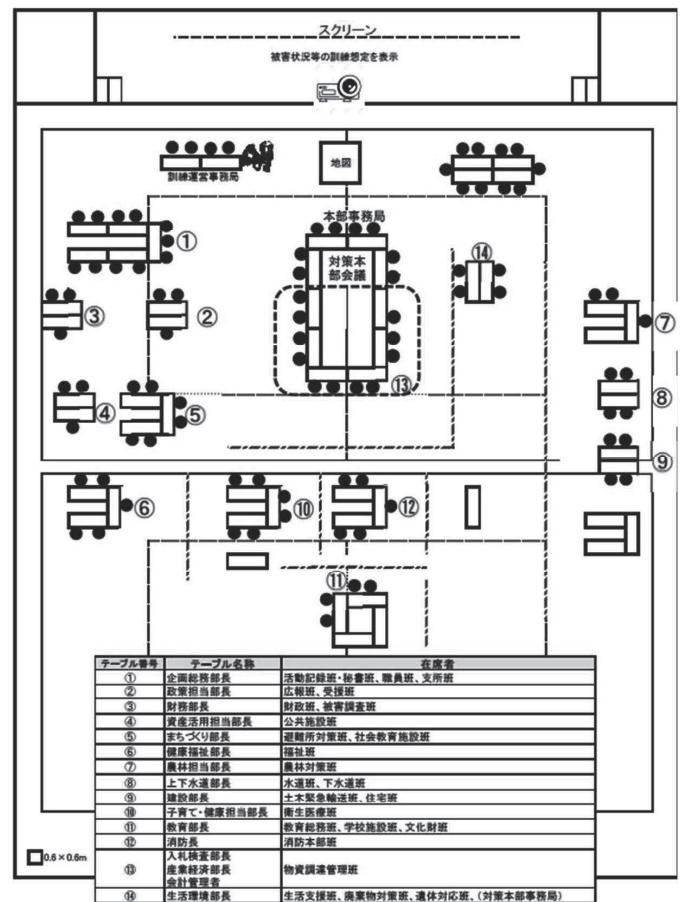 スクリーン
被害状況等の訓練想定を表示
訓練運営事務局
地図
本部事務局
対策本
部会議
①
⑭
③
②
⑦
⑬
⑧
④
⑤
⑨
⑥
⑩
⑫
⑪
テーブル番号 テーブル名称 在席者
① 企画総務部長 活動記録班・秘書班、職員班、支所班
② 政策担当部長 広報班、受援班
③ 財務部長 財政班、被害調査班
④ 資産活用担当部長 公共施設班
⑤ まちづくり部長 避難所対策班、社会教育施設班
⑥ 健康福祉部長 福祉班
⑦ 農林担当部長 農林対策班
⑧ 上下水道部長 水道班、下水道班
⑨ 建設部長 土木緊急輸送班、住宅班
⑩ 子育て・健康担当部長 衛生医療班
⑪ 教育部長 教育総務班、学校施設班、文化財班
⑫ 消防長 消防本部班
⑬ 入札検査部長
産業経済部長 物資調達管理班
会計管理者
⑭ 生活環境部長 生活支援班、廃棄物対策班、遺体対応班、(対策本部事務局)
0.6×0.6m